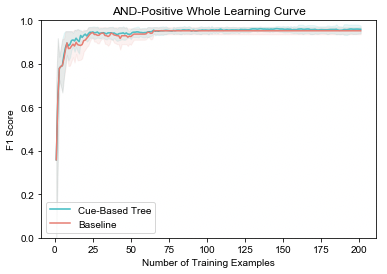 AND-Positive Whole Learning Curve
1.0
0.8
0.6
0.4
0.2
0.0
F1 Score
Cue-Based Tree
Baseline
0 25 50 75 100 125 150 175 200
Number of Training Examples